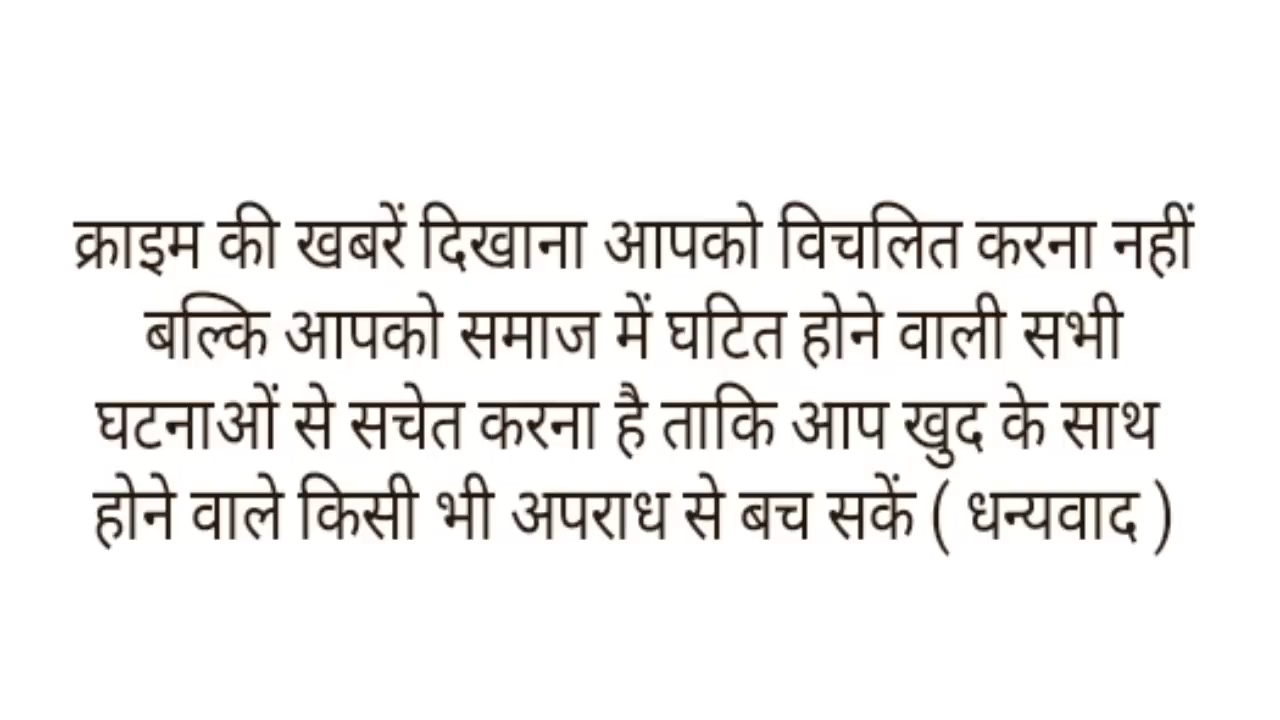 क्राइम की खबरें दिखाना आपको विचलित करना नहीं
बल्कि आपको समाज में घटित होने वाली सभी
घटनाओं से सचेत करना है ताकि आप खुद के साथ
होने वाले किसी भी अपराध से बच सकें ( धन्यवाद )